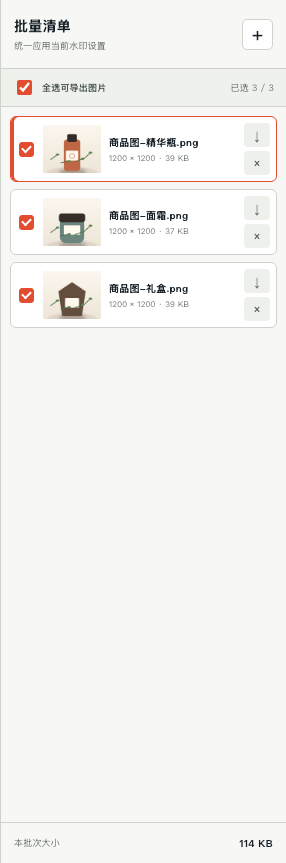 批量清单
统一应用当前水印设置
+
全选可导出图片
已选 3 / 3
商品图-精华瓶.png
1200 × 1200 · 39 KB
↓
×
商品图-面霜.png
1200 × 1200 · 37 KB
↓
×
商品图-礼盒.png
1200 × 1200 · 39 KB
↓
×
本批次大小
114 KB